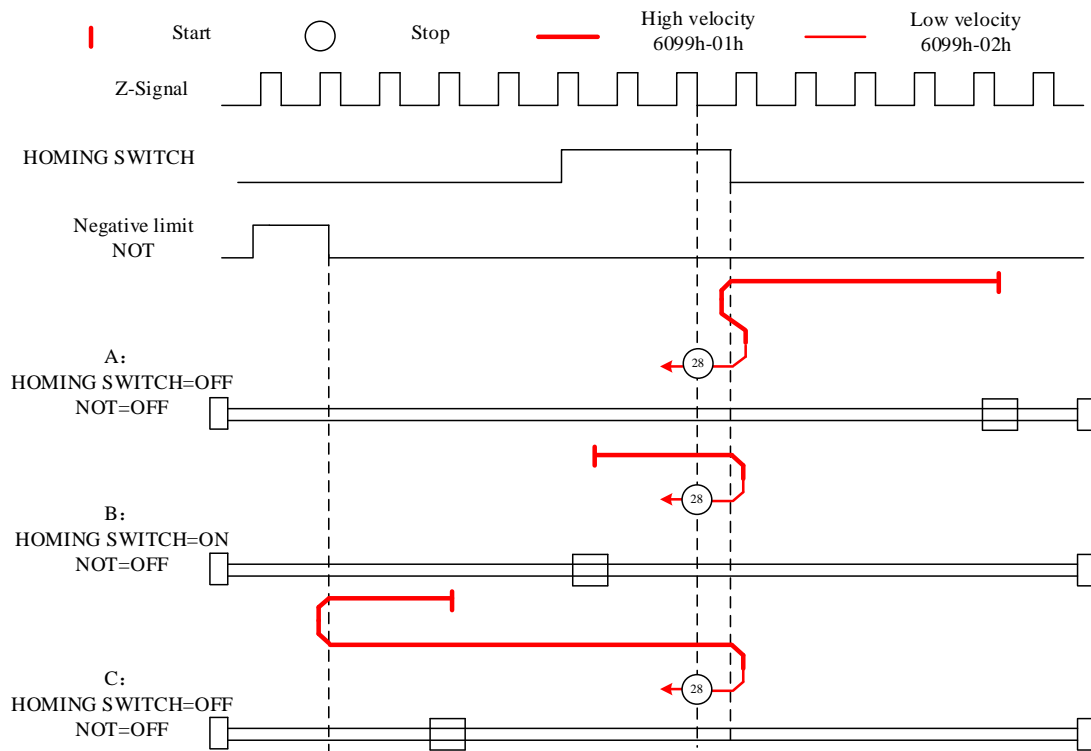 Start
Stop
High velocity
6099h-01h
Low velocity
6099h-02h
Z-Signal
HOMING SWITCH
Negative limit
NOT
28
A：
HOMING SWITCH=OFF
NOT=OFF
28
B：
HOMING SWITCH=ON
NOT=OFF
28
C：
HOMING SWITCH=OFF
NOT=OFF